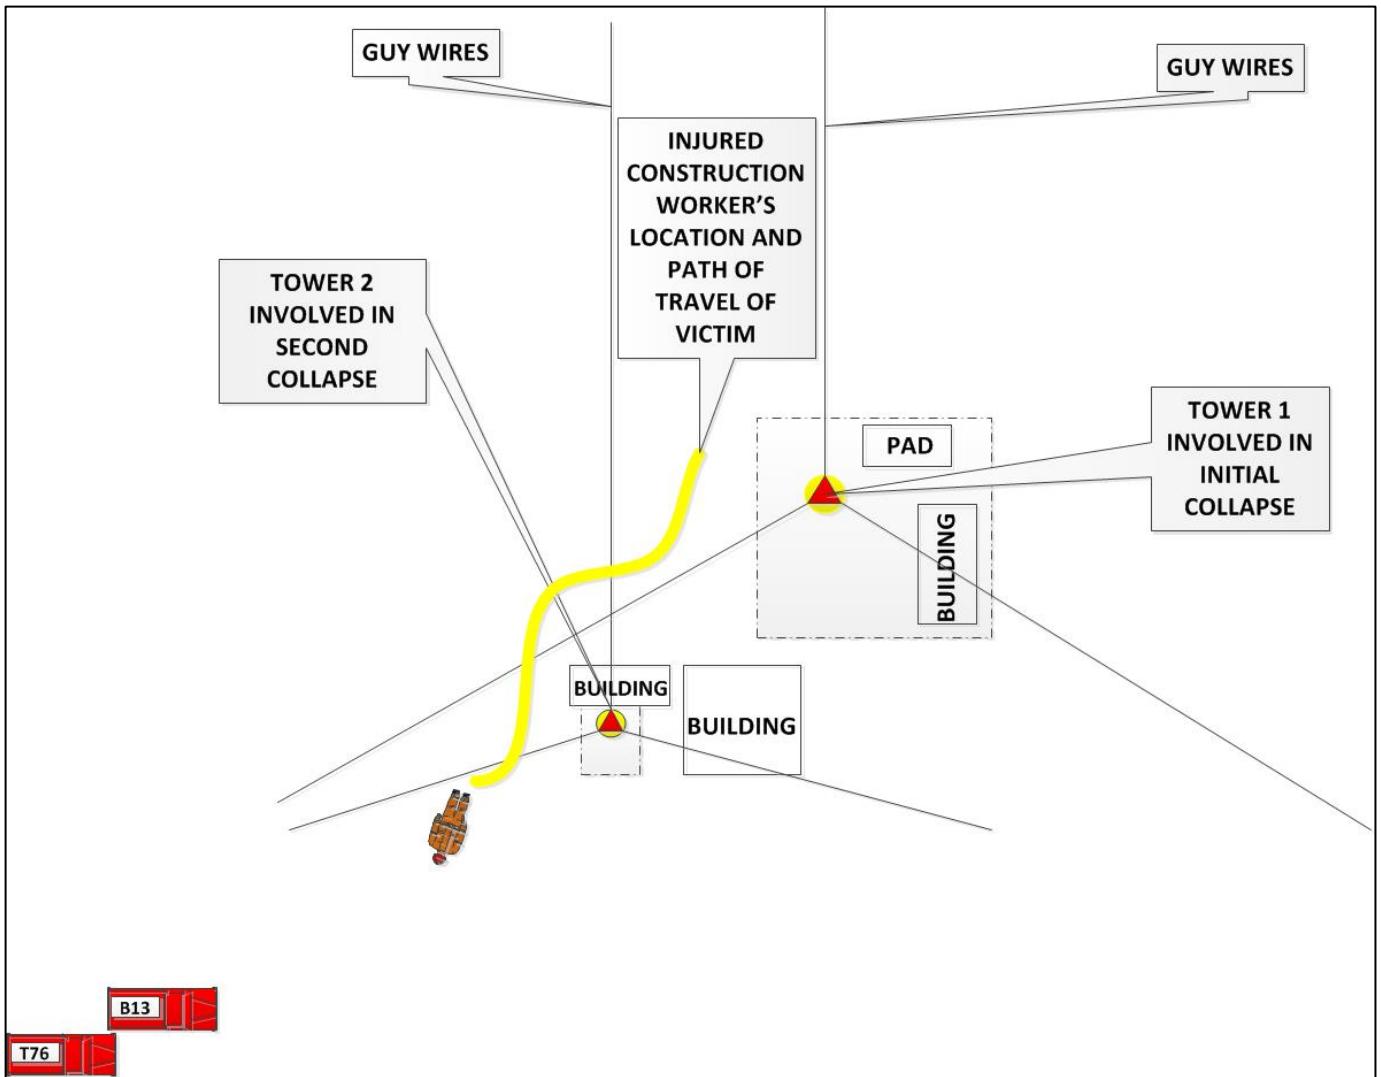 GUY WIRES
GUY WIRES
INJURED
CONSTRUCTION
WORKER’S
LOCATION AND
PATH OF
TRAVEL OF
VICTIM
TOWER 2
INVOLVED IN
SECOND
COLLAPSE
TOWER 1
INVOLVED IN
INITIAL
COLLAPSE
PAD
BUILDING
BUILDING
BUILDING
B13
T76